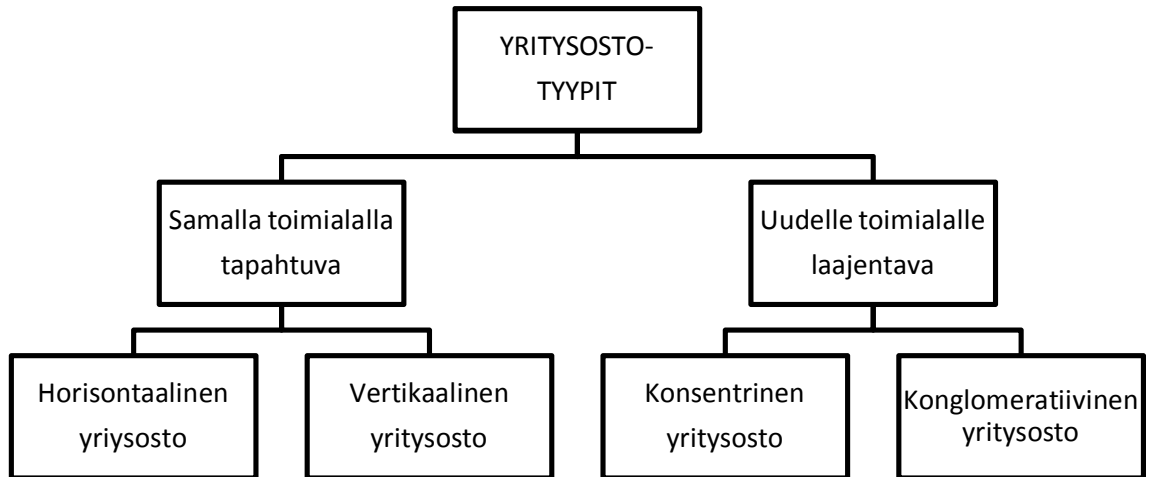 YRITYSOSTO-
TYYPIT
Samalla toimialalla
tapahtuva
Uudelle toimialalle
laajentava
Horisontaalinen
yriysosto
Vertikaalinen
yritysosto
Konsentrinen
yritysosto
Konglomeratiivinen
yritysosto